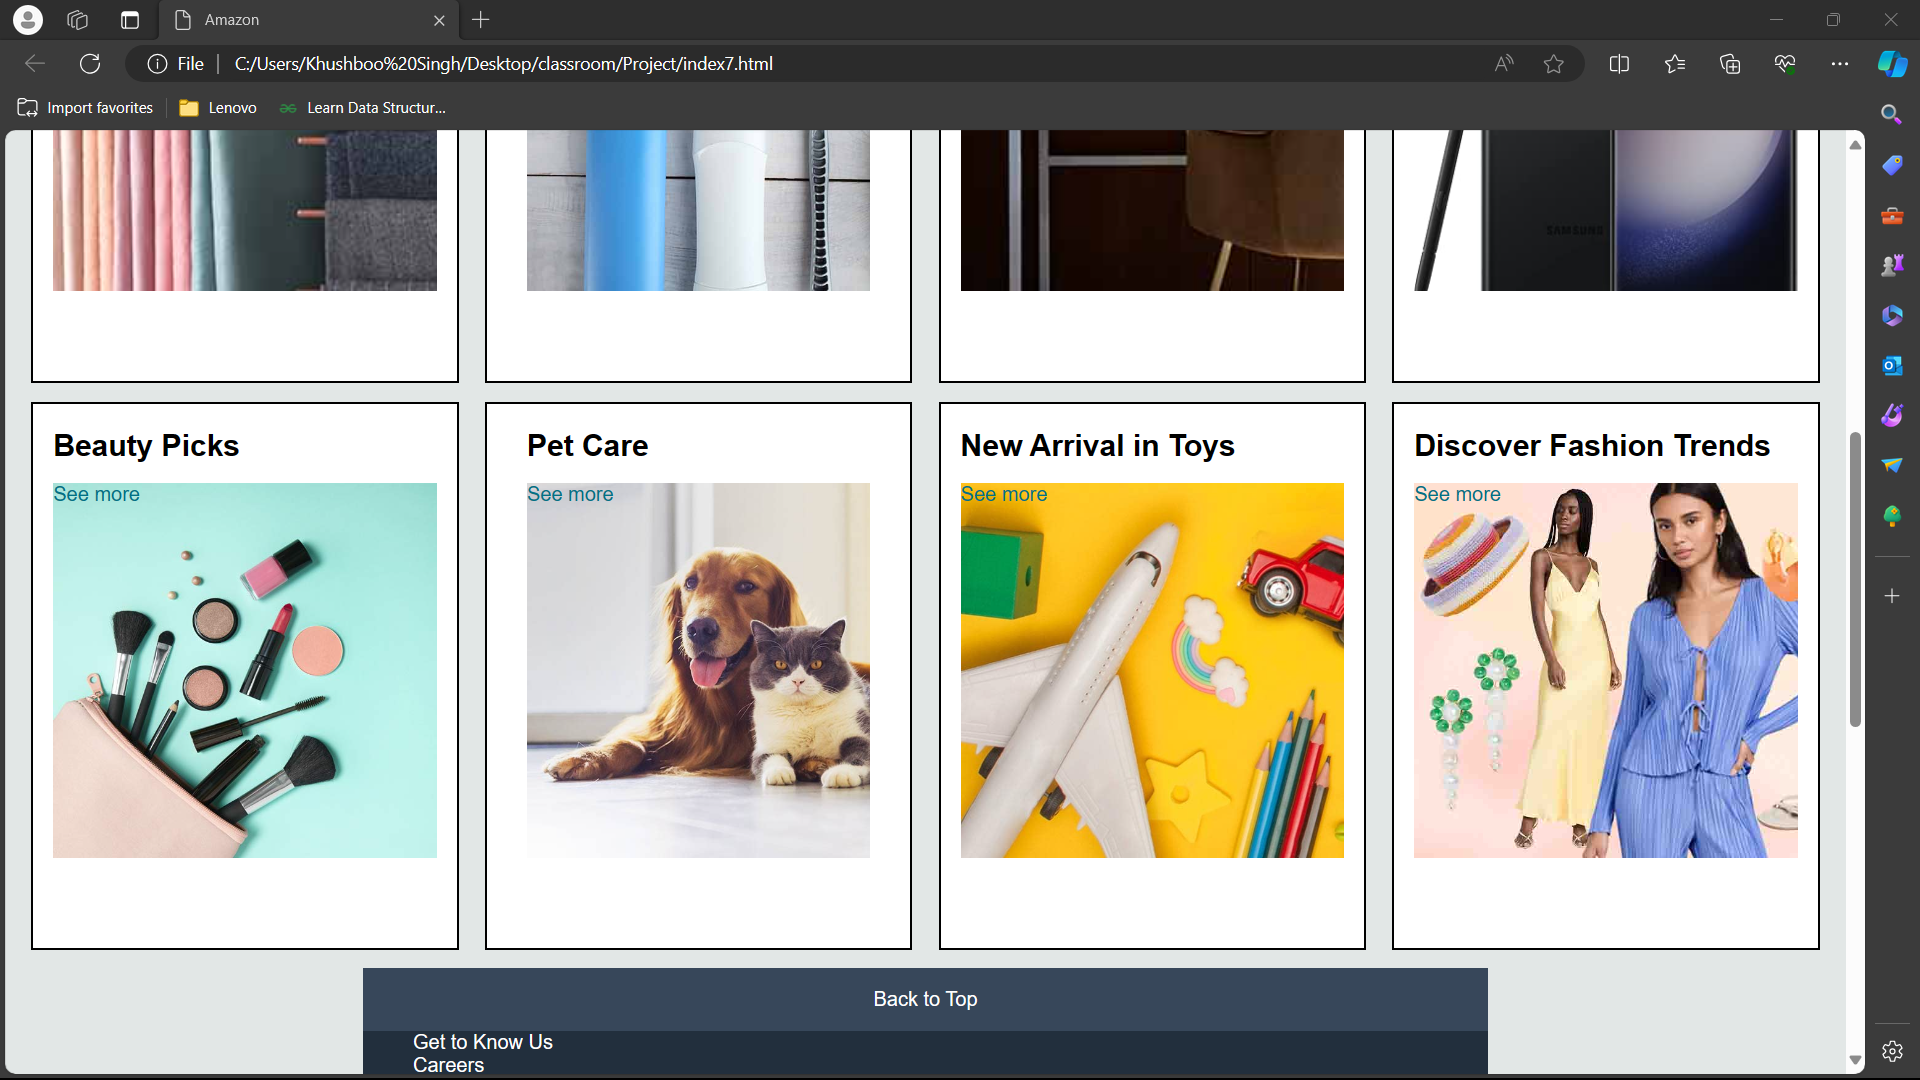 Amazon
File
C:/Users/Khushboo%20Singh/Desktop/classroom/Project/index7.html
Import favorites
Lenovo
Learn Data Structur...
SAMSUNG
Beauty Picks
Pet Care
New Arrival in Toys
Discover Fashion Trends
See more
See more
See more
See more
Back to Top
Get to Know Us
Careers